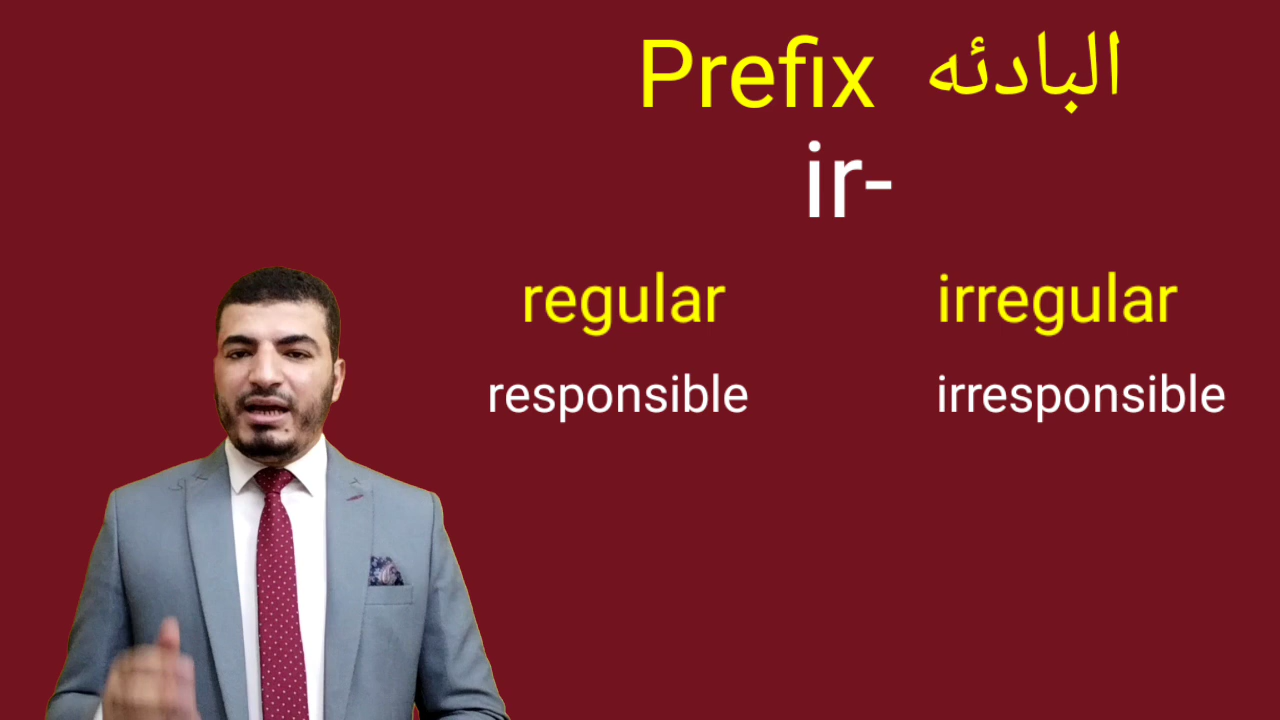 Prefix البادئه
ir-
regular irregular
responsible irresponsible